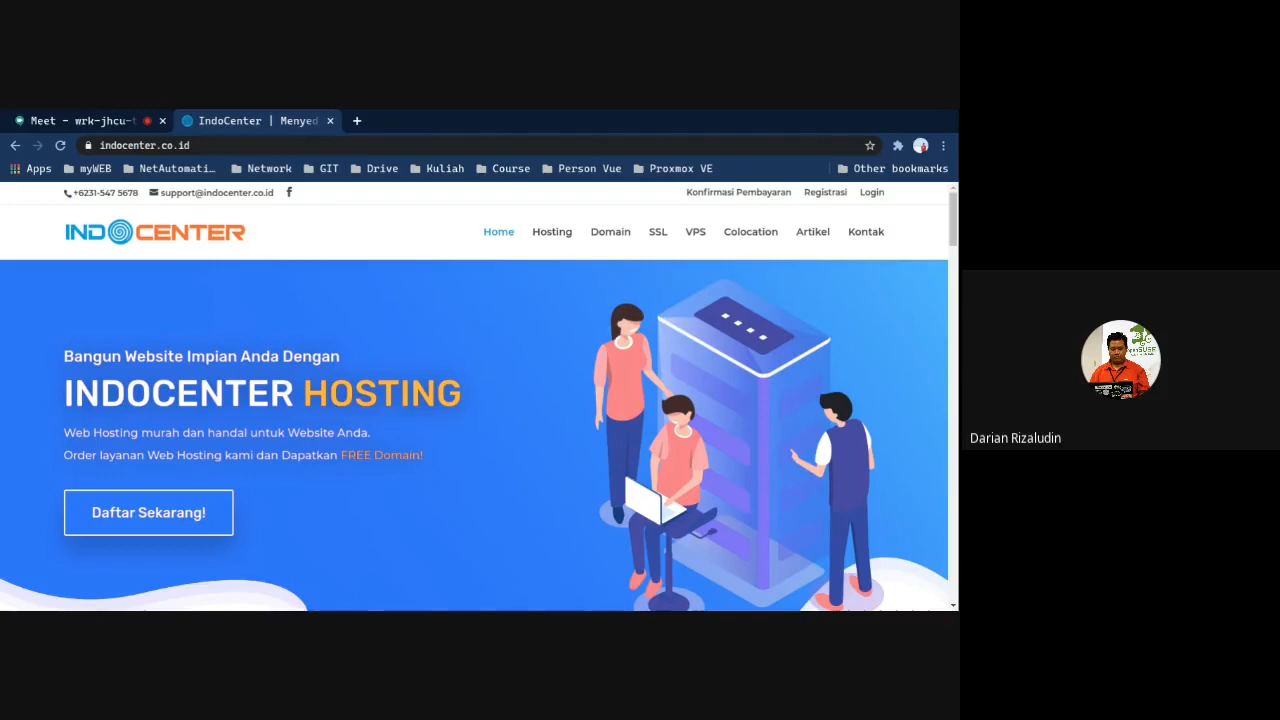 Meet - wrk-jhcu-t
IndoCenter | Menyed
indocenter.co.id
Apps myWEB NetAutomati... Network GIT Drive Kuliah Course Person Vue Proxmox VE Other bookmarks
+6231-547 5678 support@indocenter.co.id f Konfirmasi Pembayaran Registrasi Login
INDOCENTER Home Hosting Domain SSL VPS Colocation Artikel Kontak
Bangun Website Impian Anda Dengan
INDOCENTER HOSTING
Web Hosting murah dan handal untuk Website Anda.
Order layanan Web Hosting kami dan Dapatkan FREE Domain!
Daftar Sekarang!
Darian Rizaludin